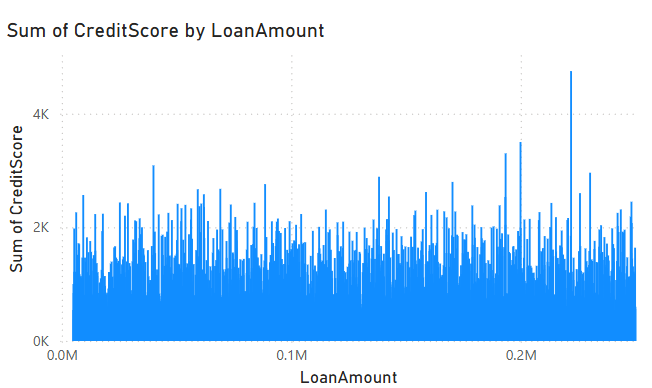 Sum of CreditScore by LoanAmount
4K
2K
0K
Sum of CreditScore
0.0M
0.1M
0.2M
LoanAmount